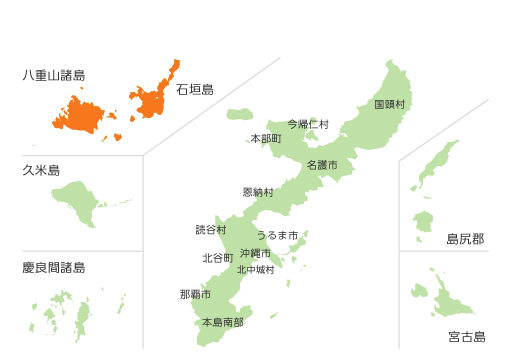 八重山諸島
石垣島
国頭村
今帰仁村
本部町
名護市
久米島
恩納村
読谷村
うるま市
島尻郡
沖縄市
北谷町
慶良間諸島
北中城村
那覇市
本島南部
宮古島